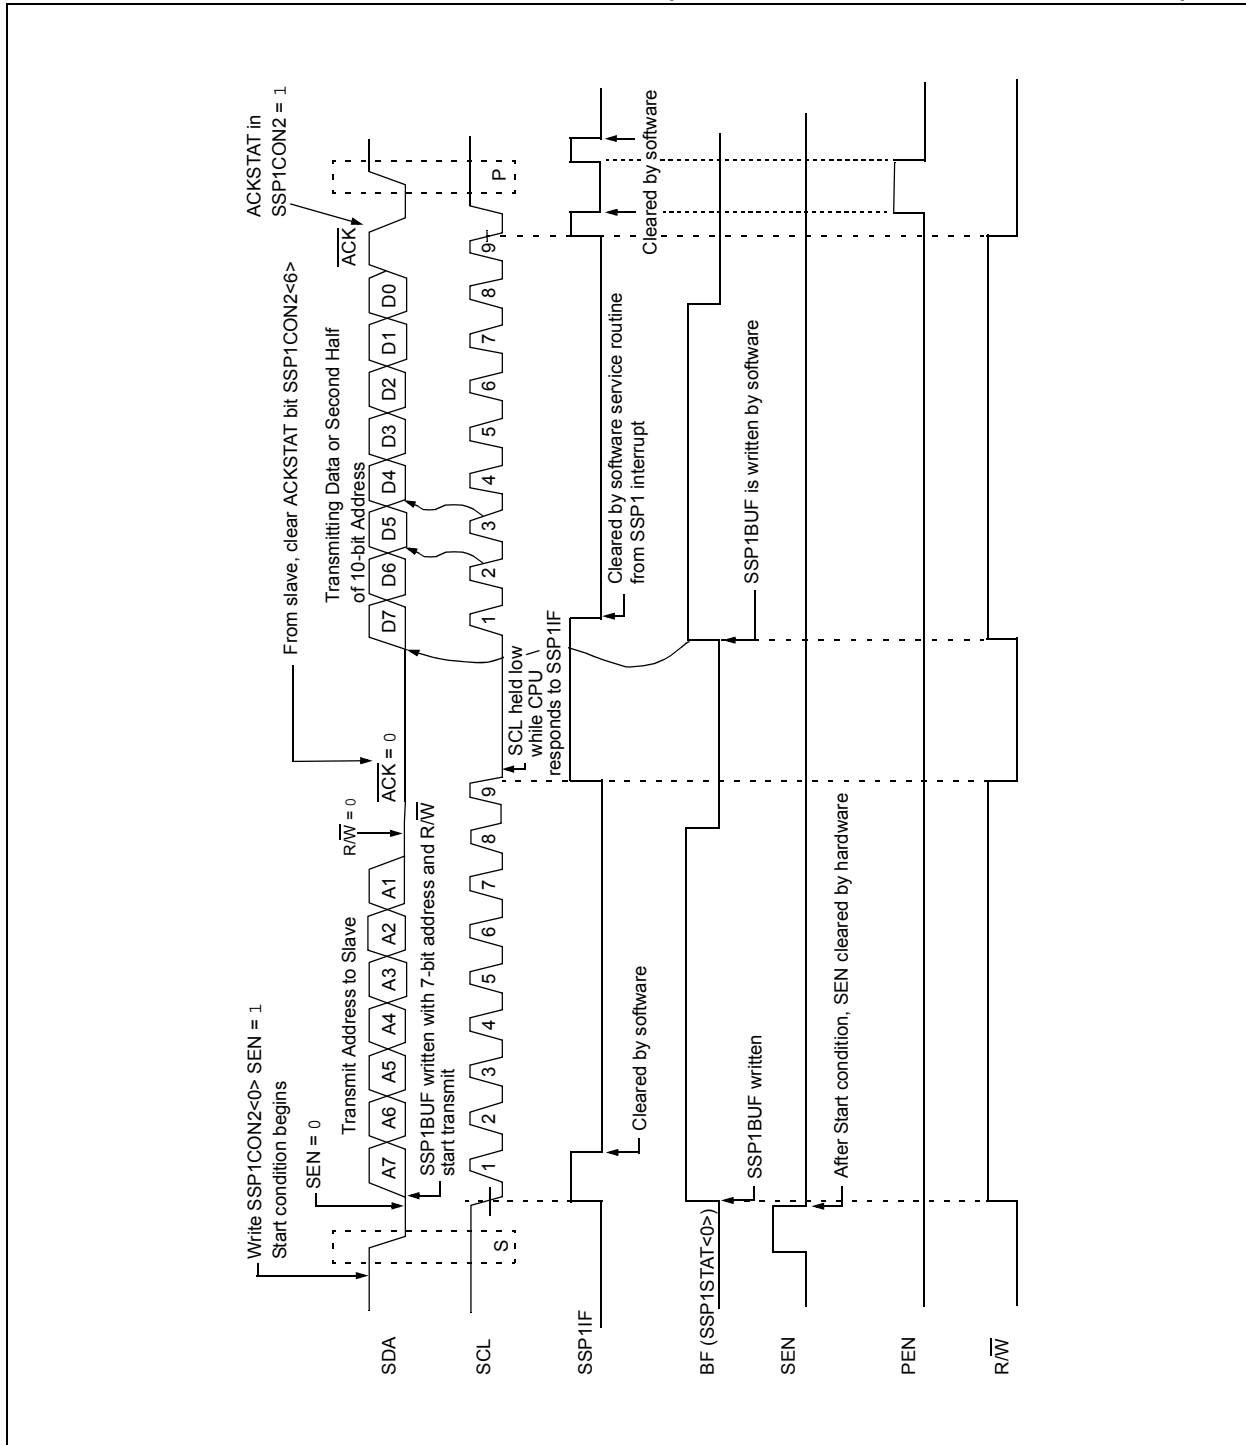 Write SSP1CON2<0> SEN = 1
Start condition begins
SEN = 0
From slave, clear ACKSTAT bit SSP1CON2<6>
ACKSTAT in
SSP1CON2 = 1
Transmit Address to Slave
R/W = 0
ACK = 0
Transmitting Data or Second Half
of 10-bit Address
ACK
SDA
A7 A6 A5 A4 A3 A2 A1
D7 D6 D5 D4 D3 D2 D1 D0
SSP1BUF written with 7-bit address and R/W
start transmit
SCL
S
1 2 3 4 5 6 7 8 9
1 2 3 4 5 6 7 8 9
P
SCL held low
while CPU
responds to SSP1IF
SSP1IF
Cleared by software
Cleared by software service routine
from SSP1 interrupt
Cleared by software
Cleared by software
BF (SSP1STAT<0>)
SSP1BUF written
SSP1BUF is written by software
SEN
After Start condition, SEN cleared by hardware
PEN
R/W